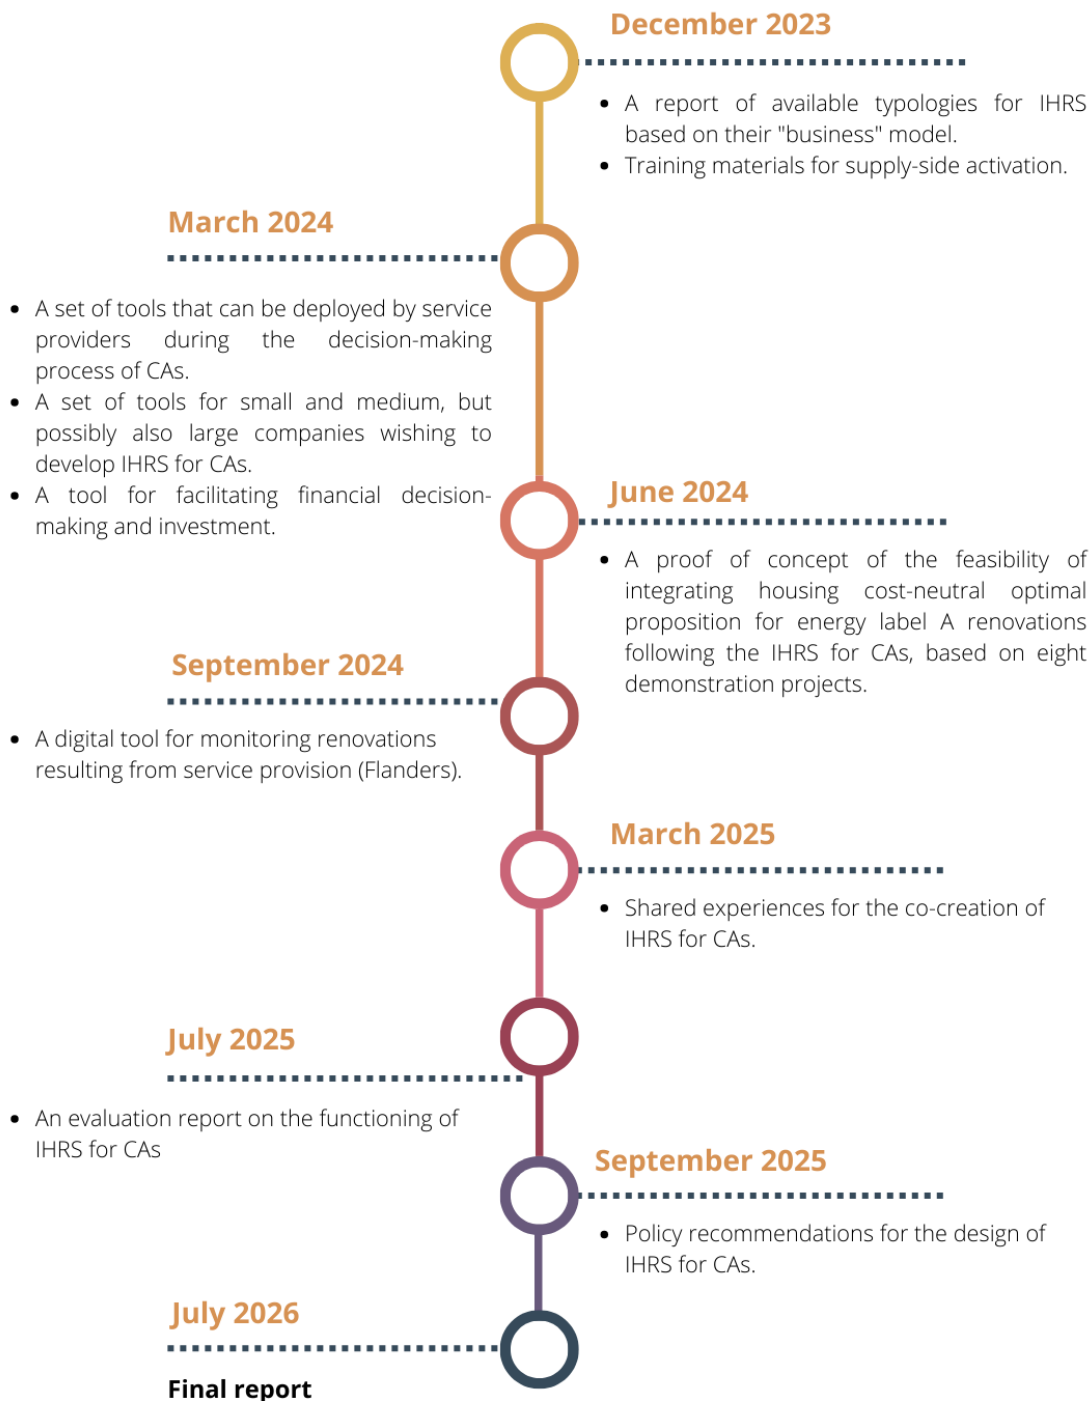 December 2023
• A report of available typologies for IHRS
based on their "business" model.
• Training materials for supply-side activation.
March 2024
• A set of tools that can be deployed by service
providers during the decision-making
process of CAs.
• A set of tools for small and medium, but
possibly also large companies wishing to
develop IHRS for CAs.
• A tool for facilitating financial decision-
making and investment.
June 2024
• A proof of concept of the feasibility of
integrating housing cost-neutral optimal
proposition for energy label A renovations
following the IHRS for CAs, based on eight
demonstration projects.
September 2024
• A digital tool for monitoring renovations
resulting from service provision (Flanders).
March 2025
• Shared experiences for the co-creation of
IHRS for CAs.
July 2025
• An evaluation report on the functioning of
IHRS for CAs
September 2025
• Policy recommendations for the design of
IHRS for CAs.
July 2026
Final report